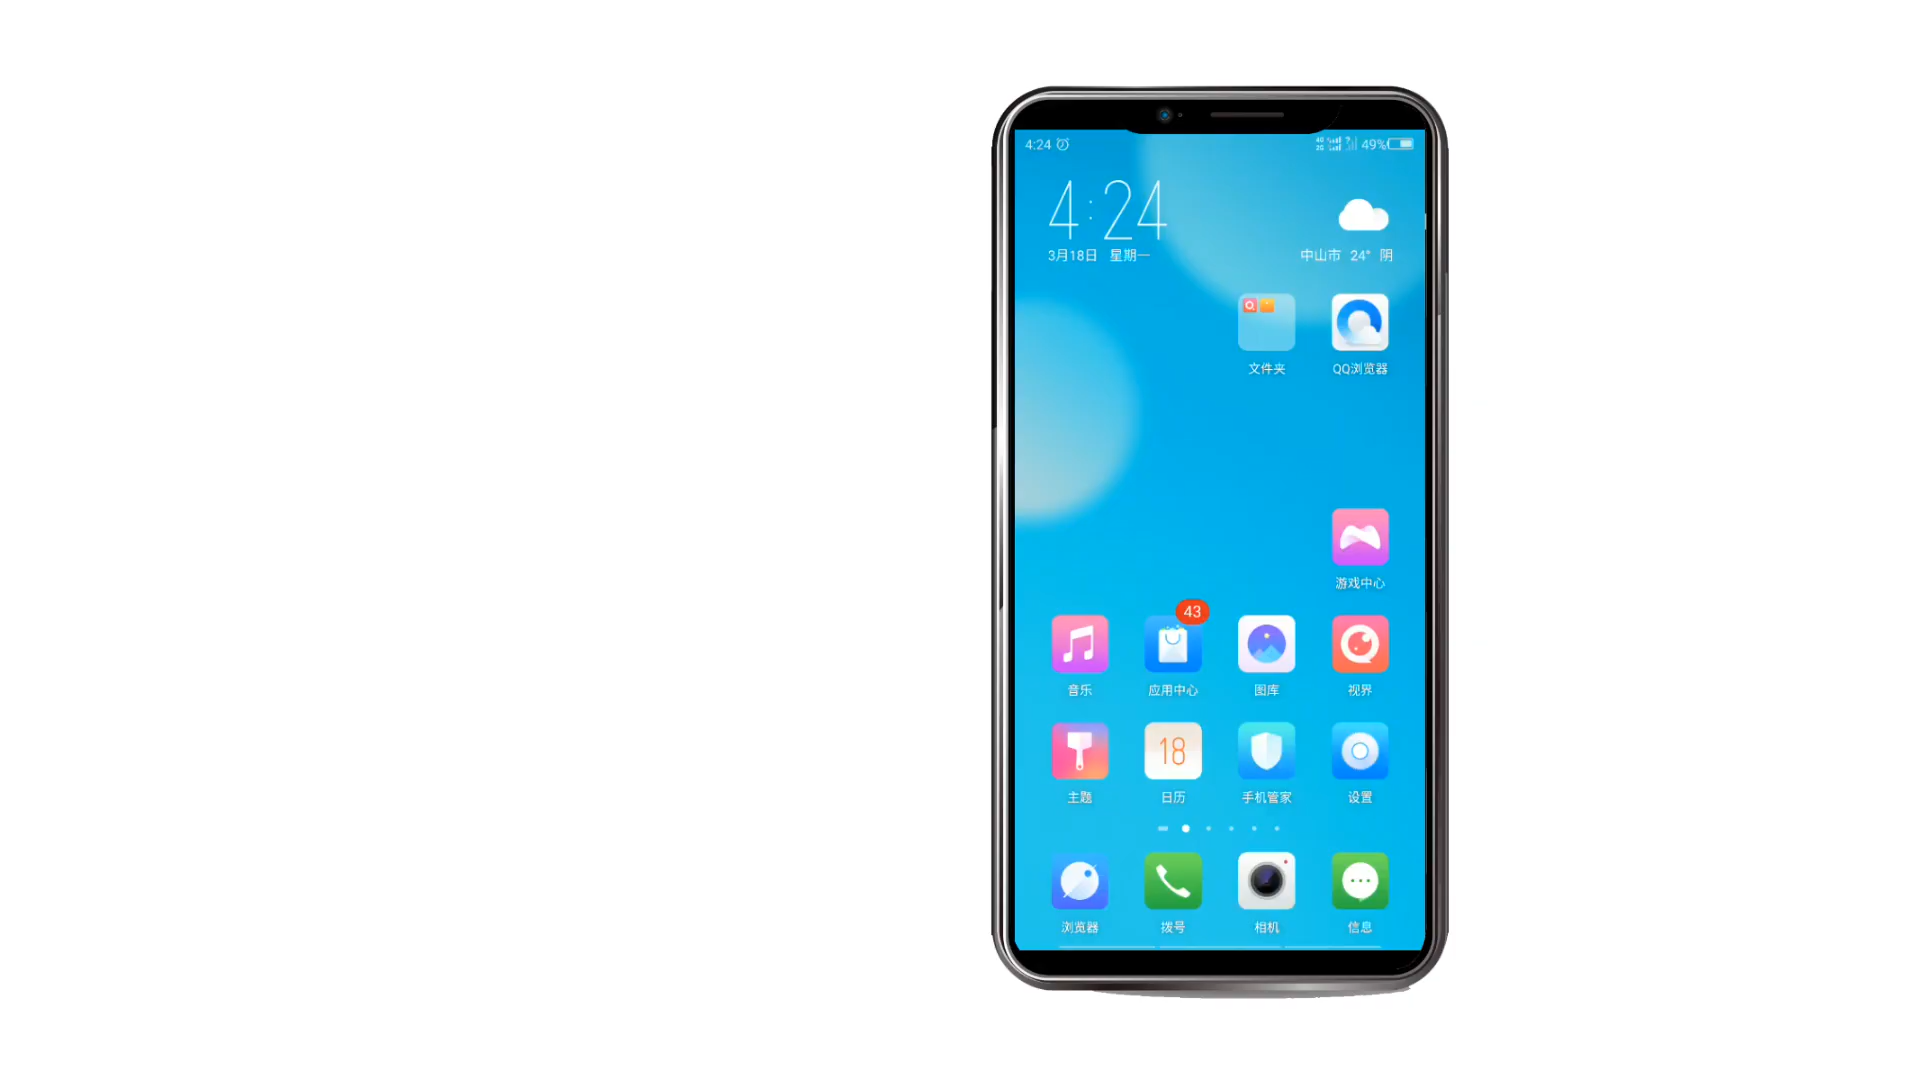 4:24
49%
4:24
3月18日 星期一
中山市 24° 阴
文件夹
QQ浏览器
游戏中心
43
音乐
应用中心
图库
视界
18
主题
日历
手机管家
设置
浏览器
拨号
相机
信息